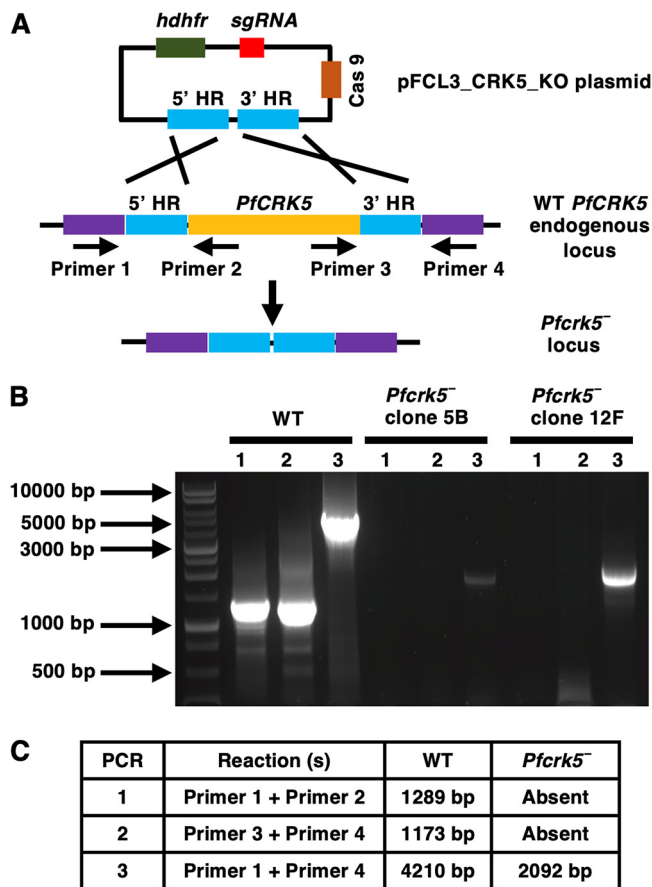 A
hdhfr sgRNA
Cas 9
5’ HR 3’ HR
pFCL3_CRK5_KO plasmid
5’ HR PfCRK5 3’ HR
WT PfCRK5
endogenous
locus
Primer 1 Primer 2 Primer 3 Primer 4
Pfcrk5⁻
locus
B
WT
Pfcrk5⁻
clone 5B
Pfcrk5⁻
clone 12F
1 2 3 1 2 3 1 2 3
10000 bp
5000 bp
3000 bp
1000 bp
500 bp
C
PCR Reaction (s) WT Pfcrk5⁻
1 Primer 1 + Primer 2 1289 bp Absent
2 Primer 3 + Primer 4 1173 bp Absent
3 Primer 1 + Primer 4 4210 bp 2092 bp